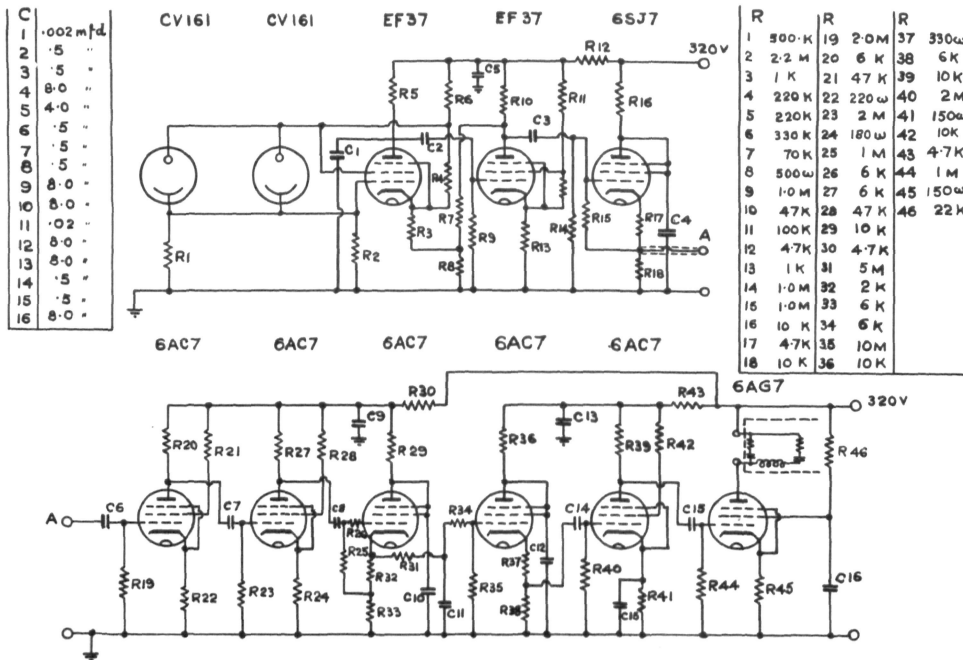 C
1 .002 mfd
2 .5 "
3 .5 "
4 8.0 "
5 4.0 "
6 .5 "
7 .5 "
8 .5 "
9 8.0 "
10 8.0 "
11 .02 "
12 8.0 "
13 8.0 "
14 .5 "
15 .5 "
16 8.0 "
CV161 CV161 EF37 EF37 6SJ7
R R R
1 500.K 19 2.0M 37 330ω
2 2.2 M 20 6 K 38 6K
3 1 K 21 47 K 39 10K
4 220K 22 220ω 40 2M
5 220K 23 2 M 41 150ω
6 330K 24 180ω 42 10K
7 70 K 25 1 M 43 4.7K
8 500ω 26 6 K 44 1 M
9 1.0M 27 6 K 45 150ω
10 47K 28 47 K 46 22K
11 100K 29 10 K
12 4.7K 30 4.7K
13 1K 31 5M
14 1.0M 32 2 K
15 1.0M 33 6K
16 10 K 34 6 K
17 4.7K 35 10M
18 10 K 36 10K
R12 320V
C5
R5 R6 R10 R11 R16
C3
C1 C2
R4
R7
R3 R9 R14 R15 R17 C4
R1 R2 R8 R13 R18 A
6AC7 6AC7 6AC7 6AC7 6AC7 6AG7
R30 R43 320V
C9 C13
R20 R21 R27 R28 R29 R36 R39 R42 R46
A C6 C7 C8 R26 R34 C14 C15
R25 R31 C12
R19 R22 R23 R24 R32 R33 C10 C11 R35 R37 R38 R40 C16 R41 R44 R45 C16